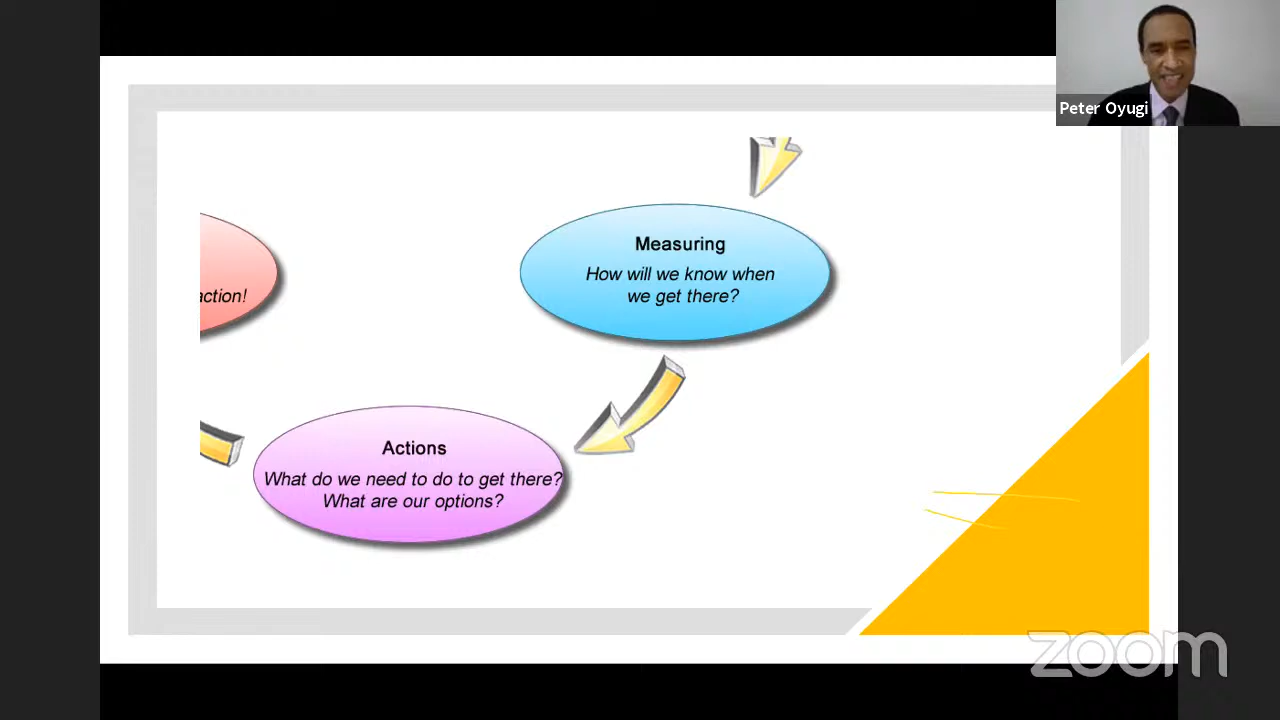 Peter Oyugi
Measuring
How will we know when
we get there?
action!
Actions
What do we need to do to get there?
What are our options?
zoom